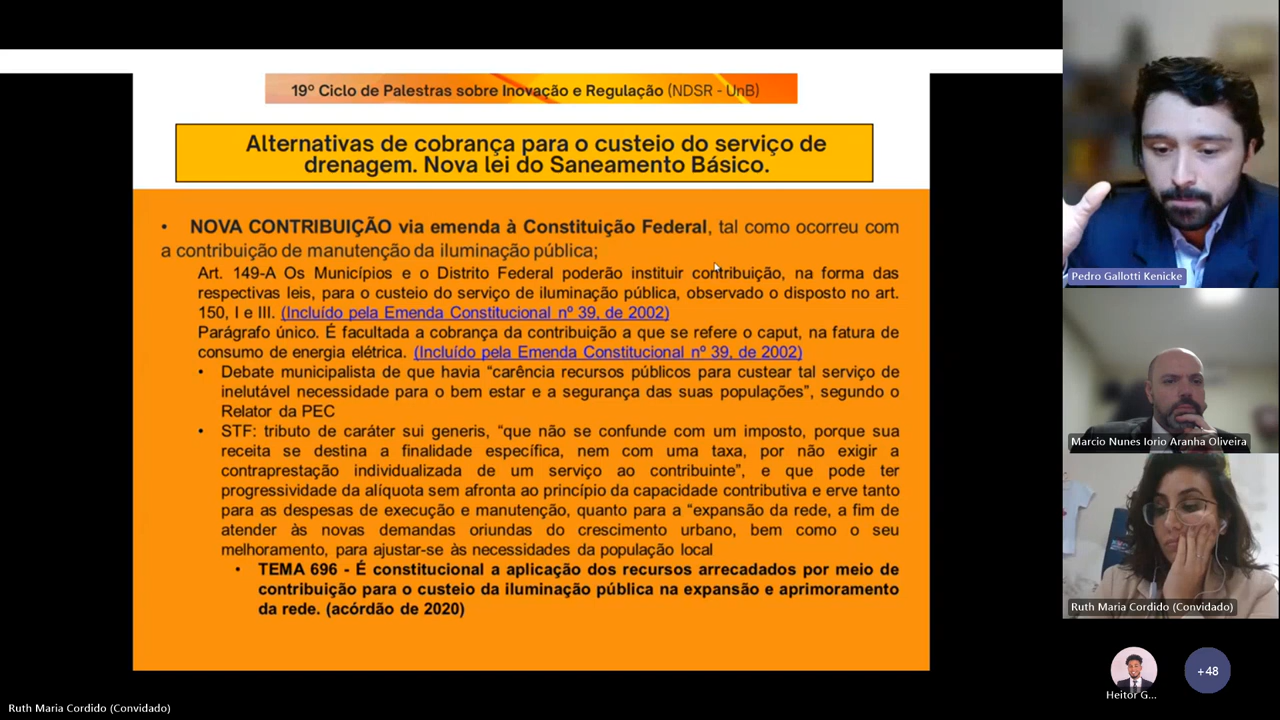 19º Ciclo de Palestras sobre Inovação e Regulação (NDSR - UnB)
Alternativas de cobrança para o custeio do serviço de
drenagem. Nova lei do Saneamento Básico.
• NOVA CONTRIBUIÇÃO via emenda à Constituição Federal, tal como ocorreu com
a contribuição de manutenção da iluminação pública;
Art. 149-A Os Municípios e o Distrito Federal poderão instituir contribuição, na forma das
respectivas leis, para o custeio do serviço de iluminação pública, observado o disposto no art.
150, I e III. (Incluído pela Emenda Constitucional nº 39, de 2002)
Parágrafo único. É facultada a cobrança da contribuição a que se refere o caput, na fatura de
consumo de energia elétrica. (Incluído pela Emenda Constitucional nº 39, de 2002)
• Debate municipalista de que havia “carência recursos públicos para custear tal serviço de
inelutável necessidade para o bem estar e a segurança das suas populações”, segundo o
Relator da PEC
• STF: tributo de caráter sui generis, “que não se confunde com um imposto, porque sua
receita se destina a finalidade específica, nem com uma taxa, por não exigir a
contraprestação individualizada de um serviço ao contribuinte”, e que pode ter
progressividade da alíquota sem afronta ao princípio da capacidade contributiva e erve tanto
para as despesas de execução e manutenção, quanto para a “expansão da rede, a fim de
atender às novas demandas oriundas do crescimento urbano, bem como o seu
melhoramento, para ajustar-se às necessidades da população local
• TEMA 696 - É constitucional a aplicação dos recursos arrecadados por meio de
contribuição para o custeio da iluminação pública na expansão e aprimoramento
da rede. (acórdão de 2020)
Pedro Gallotti Kenicke
Marcio Nunes Iorio Aranha Oliveira
Ruth Maria Cordido (Convidado)
Heitor G...
+48
Ruth Maria Cordido (Convidado)